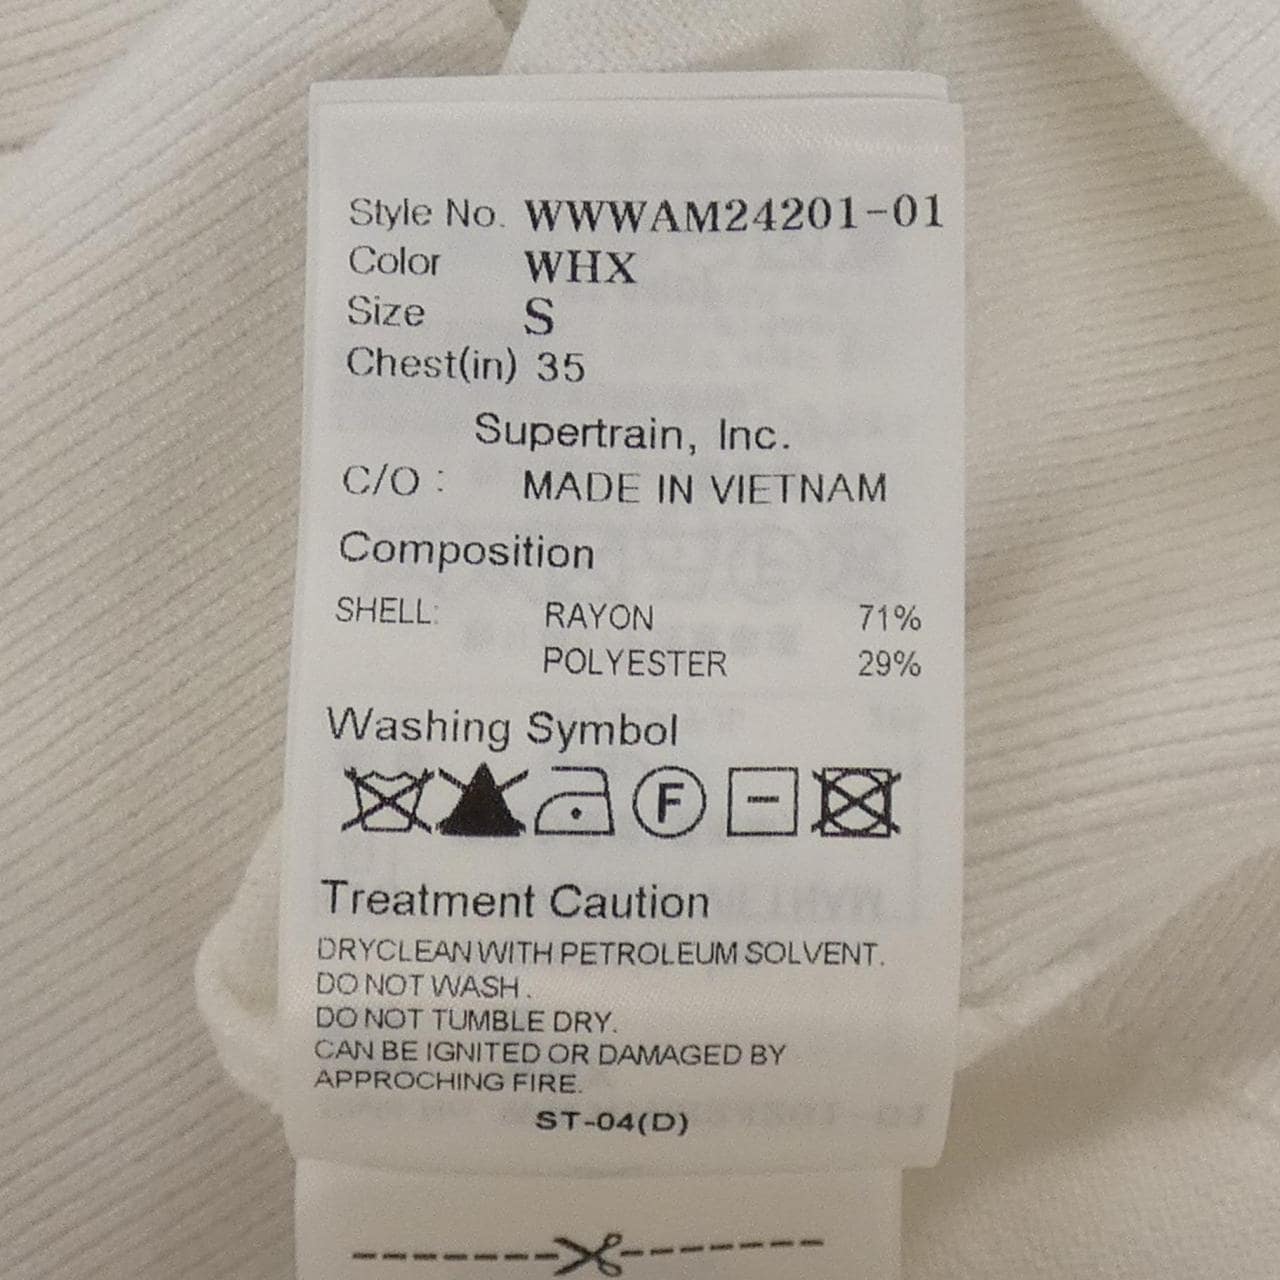 Style No. WWWAM24201-01
Color WHX
Size S
Chest(in) 35
Supertrain, Inc.
C/O : MADE IN VIETNAM
Composition
SHELL: RAYON 71%
POLYESTER 29%
Washing Symbol
F
Treatment Caution
DRYCLEAN WITH PETROLEUM SOLVENT.
DO NOT WASH.
DO NOT TUMBLE DRY.
CAN BE IGNITED OR DAMAGED BY
APPROCHING FIRE.
ST-04(D)